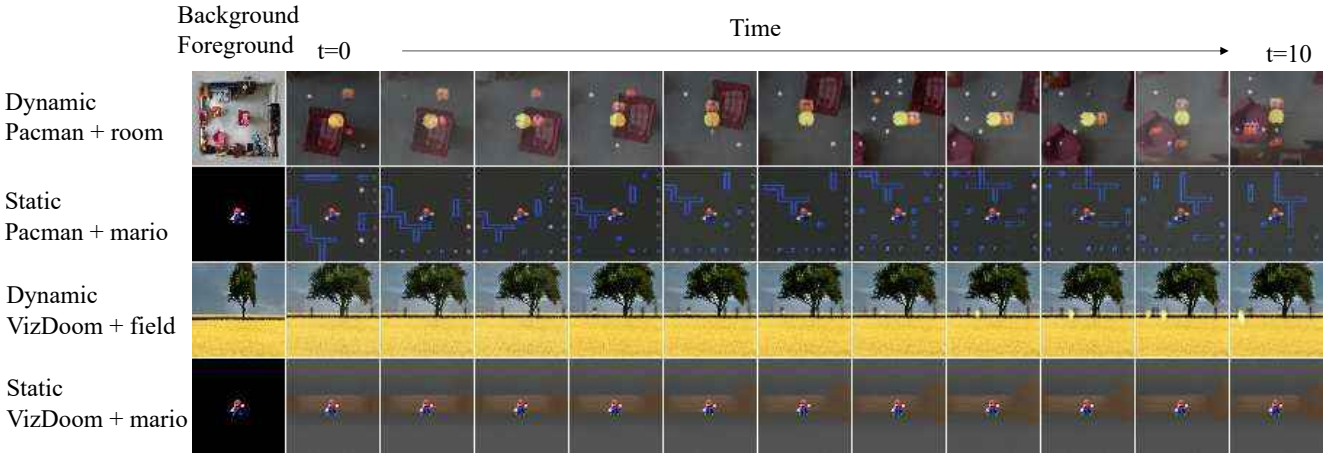 Background
Foreground
t=0
Time
t=10
Dynamic
Pacman + room
Static
Pacman + mario
Dynamic
VizDoom + field
Static
VizDoom + mario